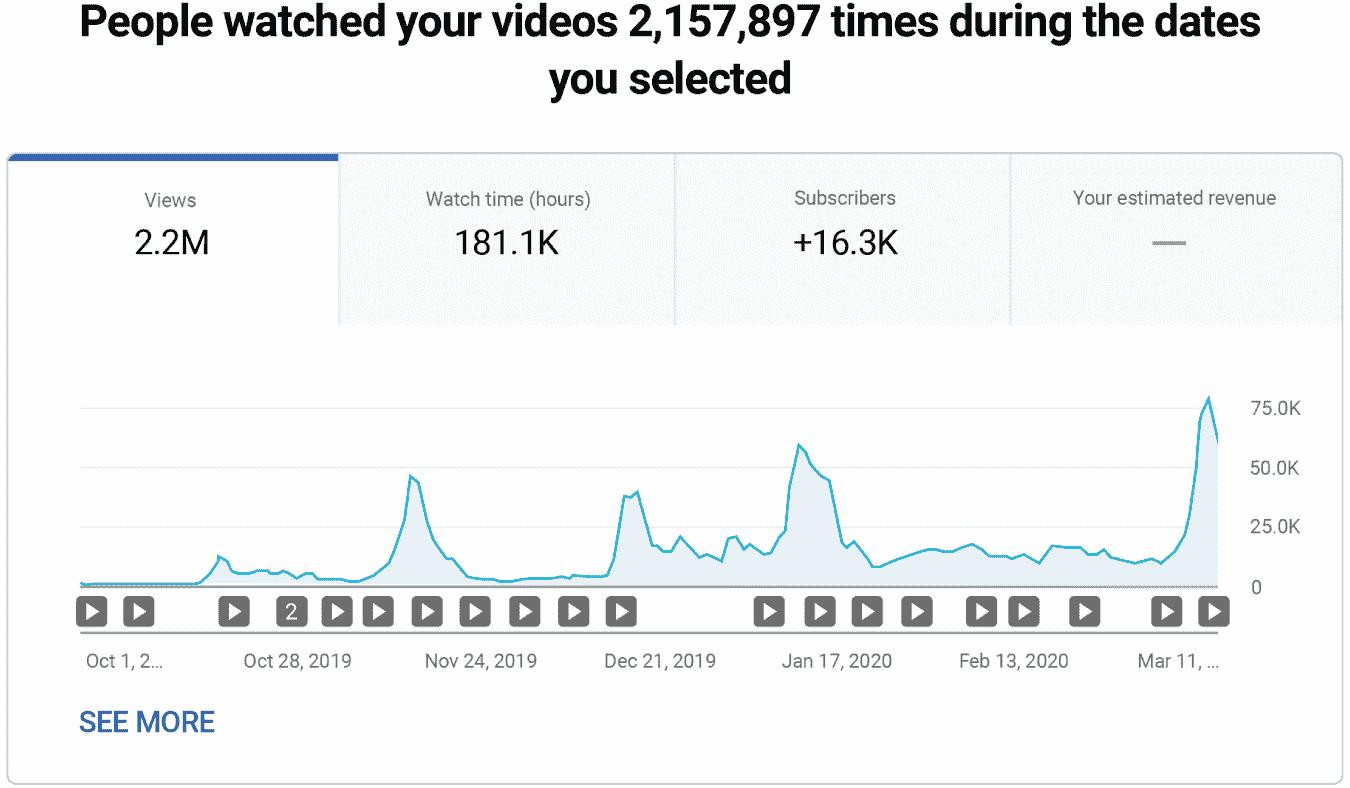 People watched your videos 2,157,897 times during the dates
you selected
Views
2.2M
Watch time (hours)
181.1K
Subscribers
+16.3K
Your estimated revenue
—
75.0K
50.0K
25.0K
0
2
Oct 1, 2...
Oct 28, 2019
Nov 24, 2019
Dec 21, 2019
Jan 17, 2020
Feb 13, 2020
Mar 11, ...
SEE MORE